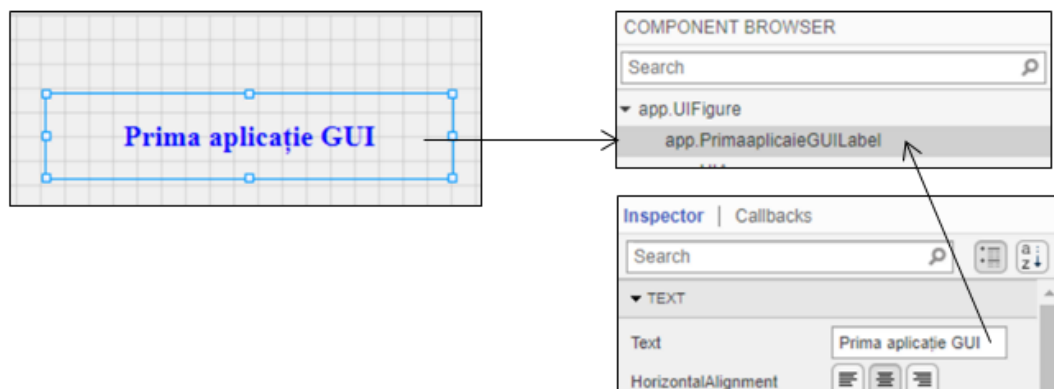 Prima aplicație GUI
COMPONENT BROWSER
Search
app.UIFigure
app.PrimaaplicaieGUILabel
Inspector | Callbacks
Search
TEXT
Text Prima aplicație GUI
HorizontalAlignment